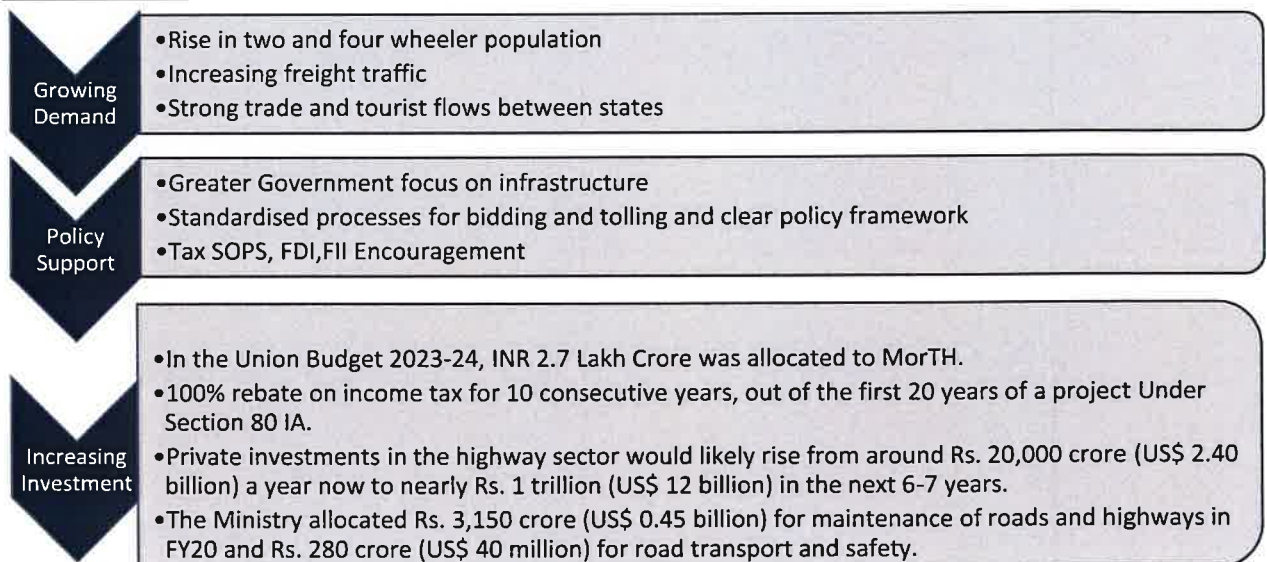 Growing
Demand
•Rise in two and four wheeler population
•Increasing freight traffic
•Strong trade and tourist flows between states
Policy
Support
•Greater Government focus on infrastructure
•Standardised processes for bidding and tolling and clear policy framework
•Tax SOPS, FDI,FII Encouragement
Increasing
Investment
•In the Union Budget 2023-24, INR 2.7 Lakh Crore was allocated to MorTH.
•100% rebate on income tax for 10 consecutive years, out of the first 20 years of a project Under
Section 80 IA.
•Private investments in the highway sector would likely rise from around Rs. 20,000 crore (US$ 2.40
billion) a year now to nearly Rs. 1 trillion (US$ 12 billion) in the next 6-7 years.
•The Ministry allocated Rs. 3,150 crore (US$ 0.45 billion) for maintenance of roads and highways in
FY20 and Rs. 280 crore (US$ 40 million) for road transport and safety.